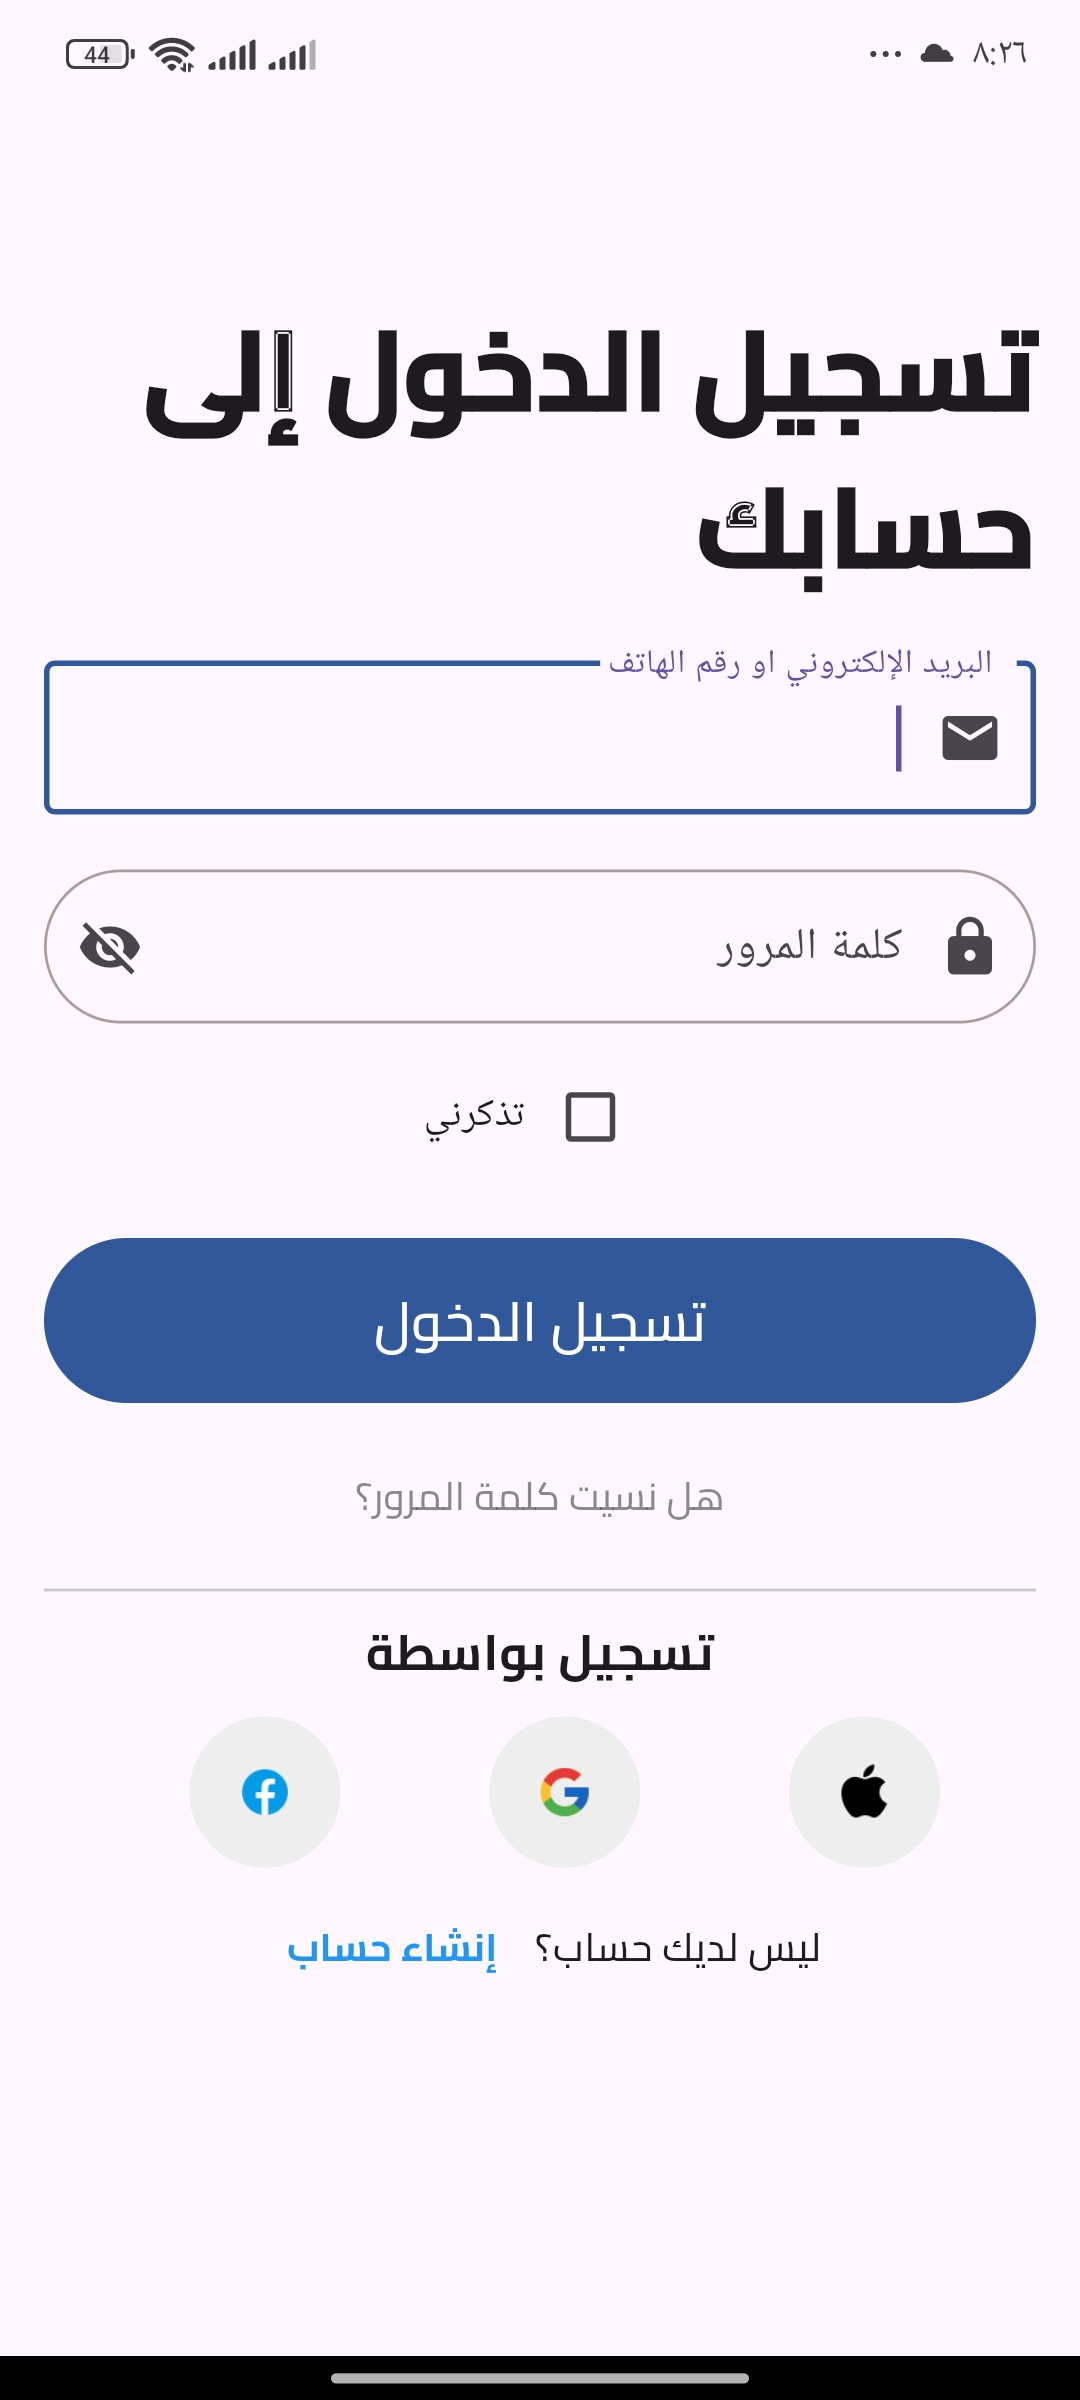 ٨:٢٦
44
تسجيل الدخول إلى
حسابك
البريد الإلكتروني او رقم الهاتف
كلمة المرور
تذكرني
تسجيل الدخول
هل نسيت كلمة المرور؟
تسجيل بواسطة
ليس لديك حساب؟ إنشاء حساب